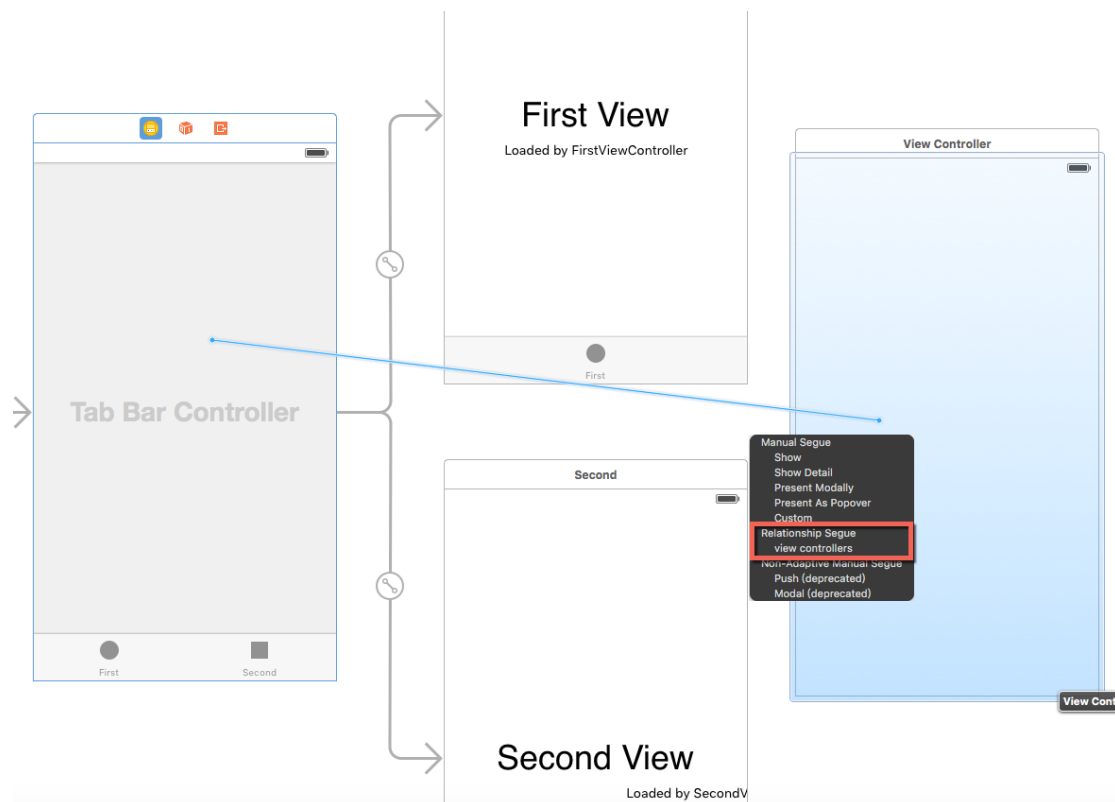 First View
Loaded by FirstViewController
First
Tab Bar Controller
First
Second
Second
Second View
Loaded by SecondV
View Controller
Manual Segue
Show
Show Detail
Present Modally
Present As Popover
Custom
Relationship Segue
view controllers
Non-Adaptive Manual Segue
Push (deprecated)
Modal (deprecated)
View Cont